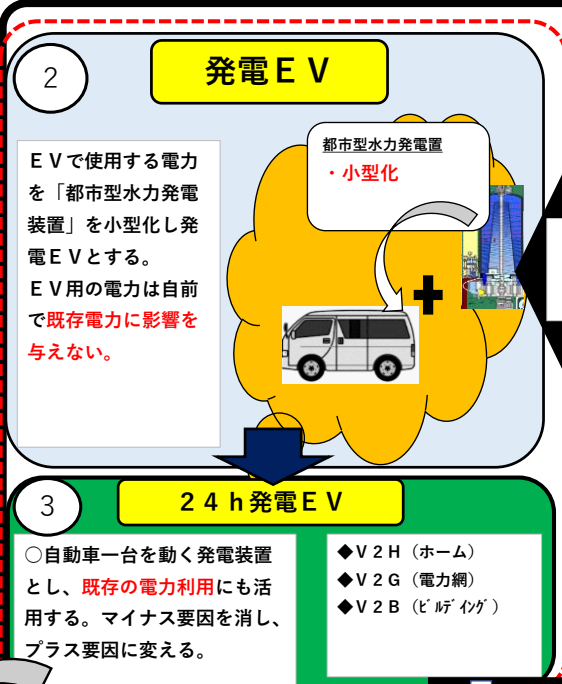 2
発電ＥＶ
ＥＶで使用する電力
を「都市型水力発電
装置」を小型化し発
電ＥＶとする。
ＥＶ用の電力は自前
で既存電力に影響を
与えない。
都市型水力発電置
・小型化
3
２４ｈ発電ＥＶ
○自動車一台を動く発電装置
とし、既存の電力利用にも活
用する。マイナス要因を消し、
プラス要因に変える。
◆Ｖ２Ｈ（ホーム）
◆Ｖ２Ｇ（電力網）
◆Ｖ２Ｂ（ﾋﾞﾙﾃﾞｲﾝｸﾞ）